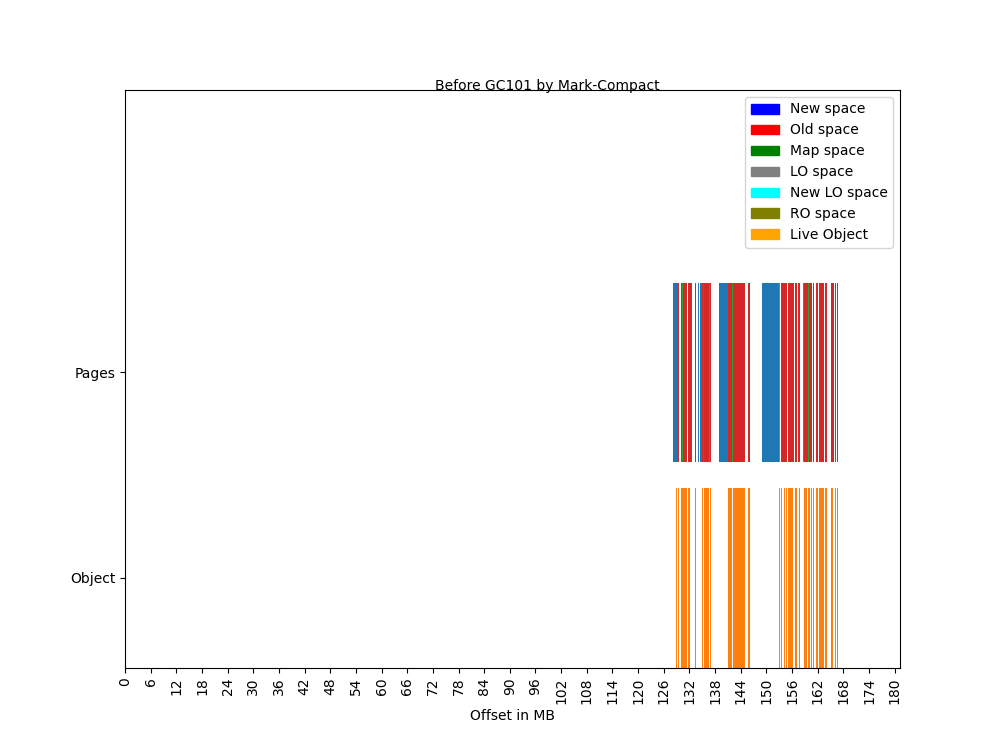 Before GC101 by Mark-Compact
New space
Old space
Map space
LO space
New LO space
RO space
Live Object
Pages
Object
0 6 12 18 24 30 36 42 48 54 60 66 72 78 84 90 96 102 108 114 120 126 132 138 144 150 156 162 168 174 180
Offset in MB